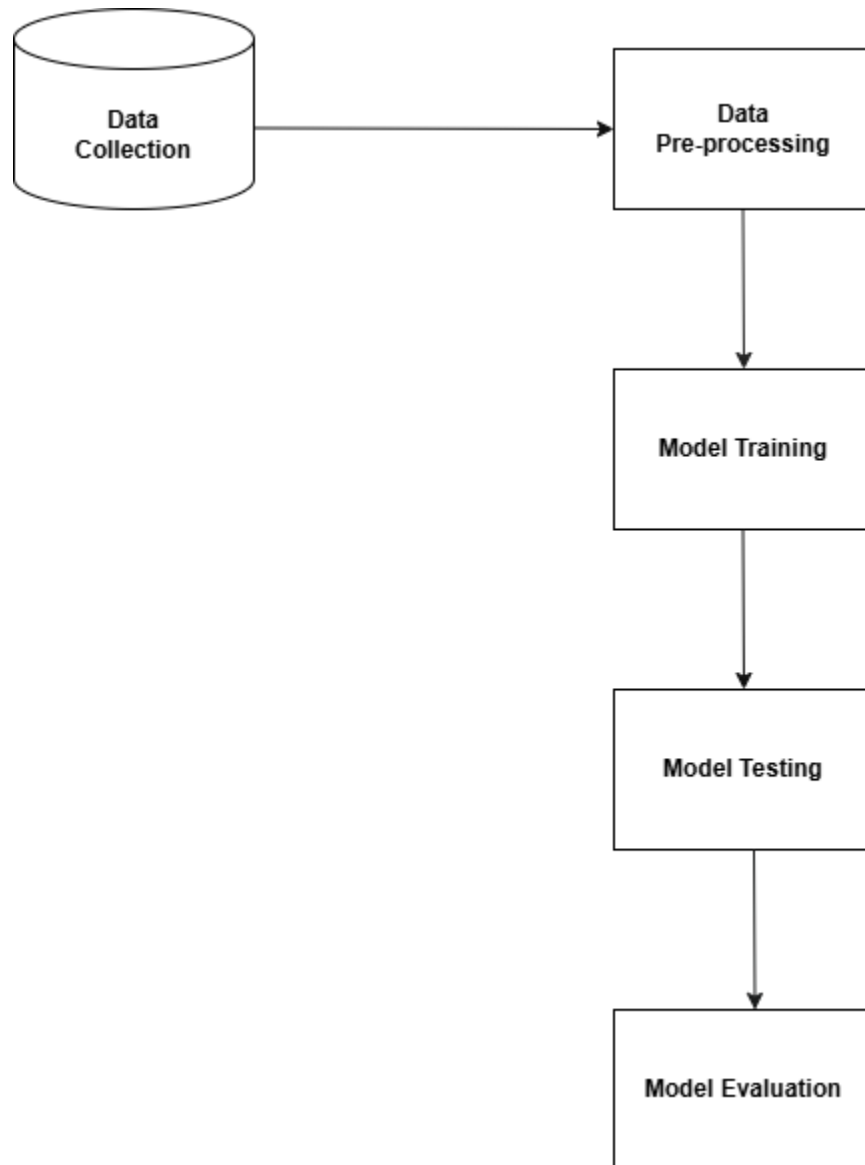 Data
Collection
Data
Pre-processing
Model Training
Model Testing
Model Evaluation